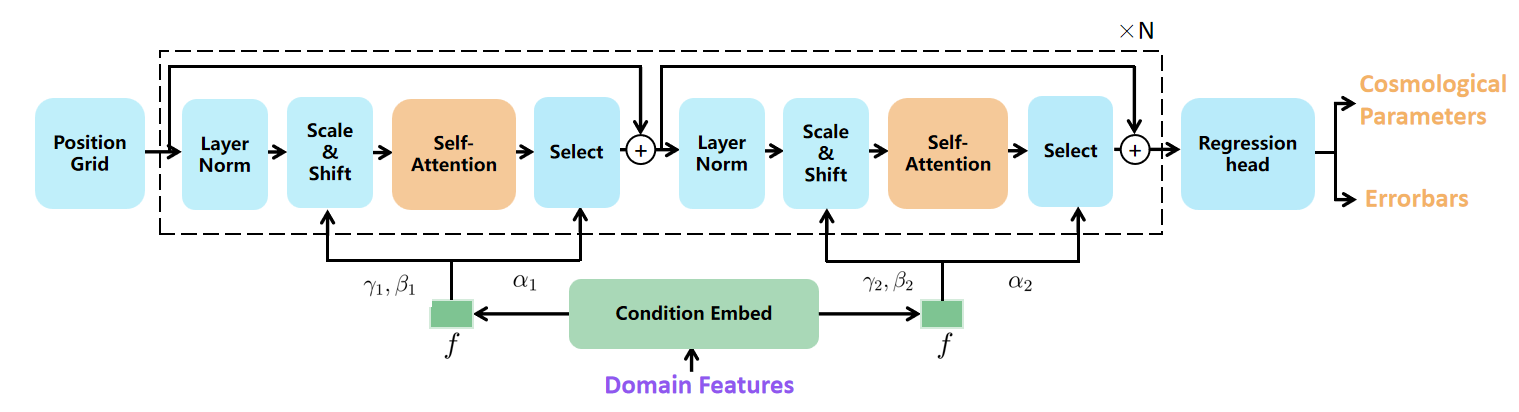 ×N
Position
Grid
Layer
Norm
Scale
&
Shift
Self-
Attention
Select
+
Layer
Norm
Scale
&
Shift
Self-
Attention
Select
+
Regression
head
Cosmological
Parameters
Errorbars
γ₁, β₁
α₁
γ₂, β₂
α₂
f
Condition Embed
f
Domain Features